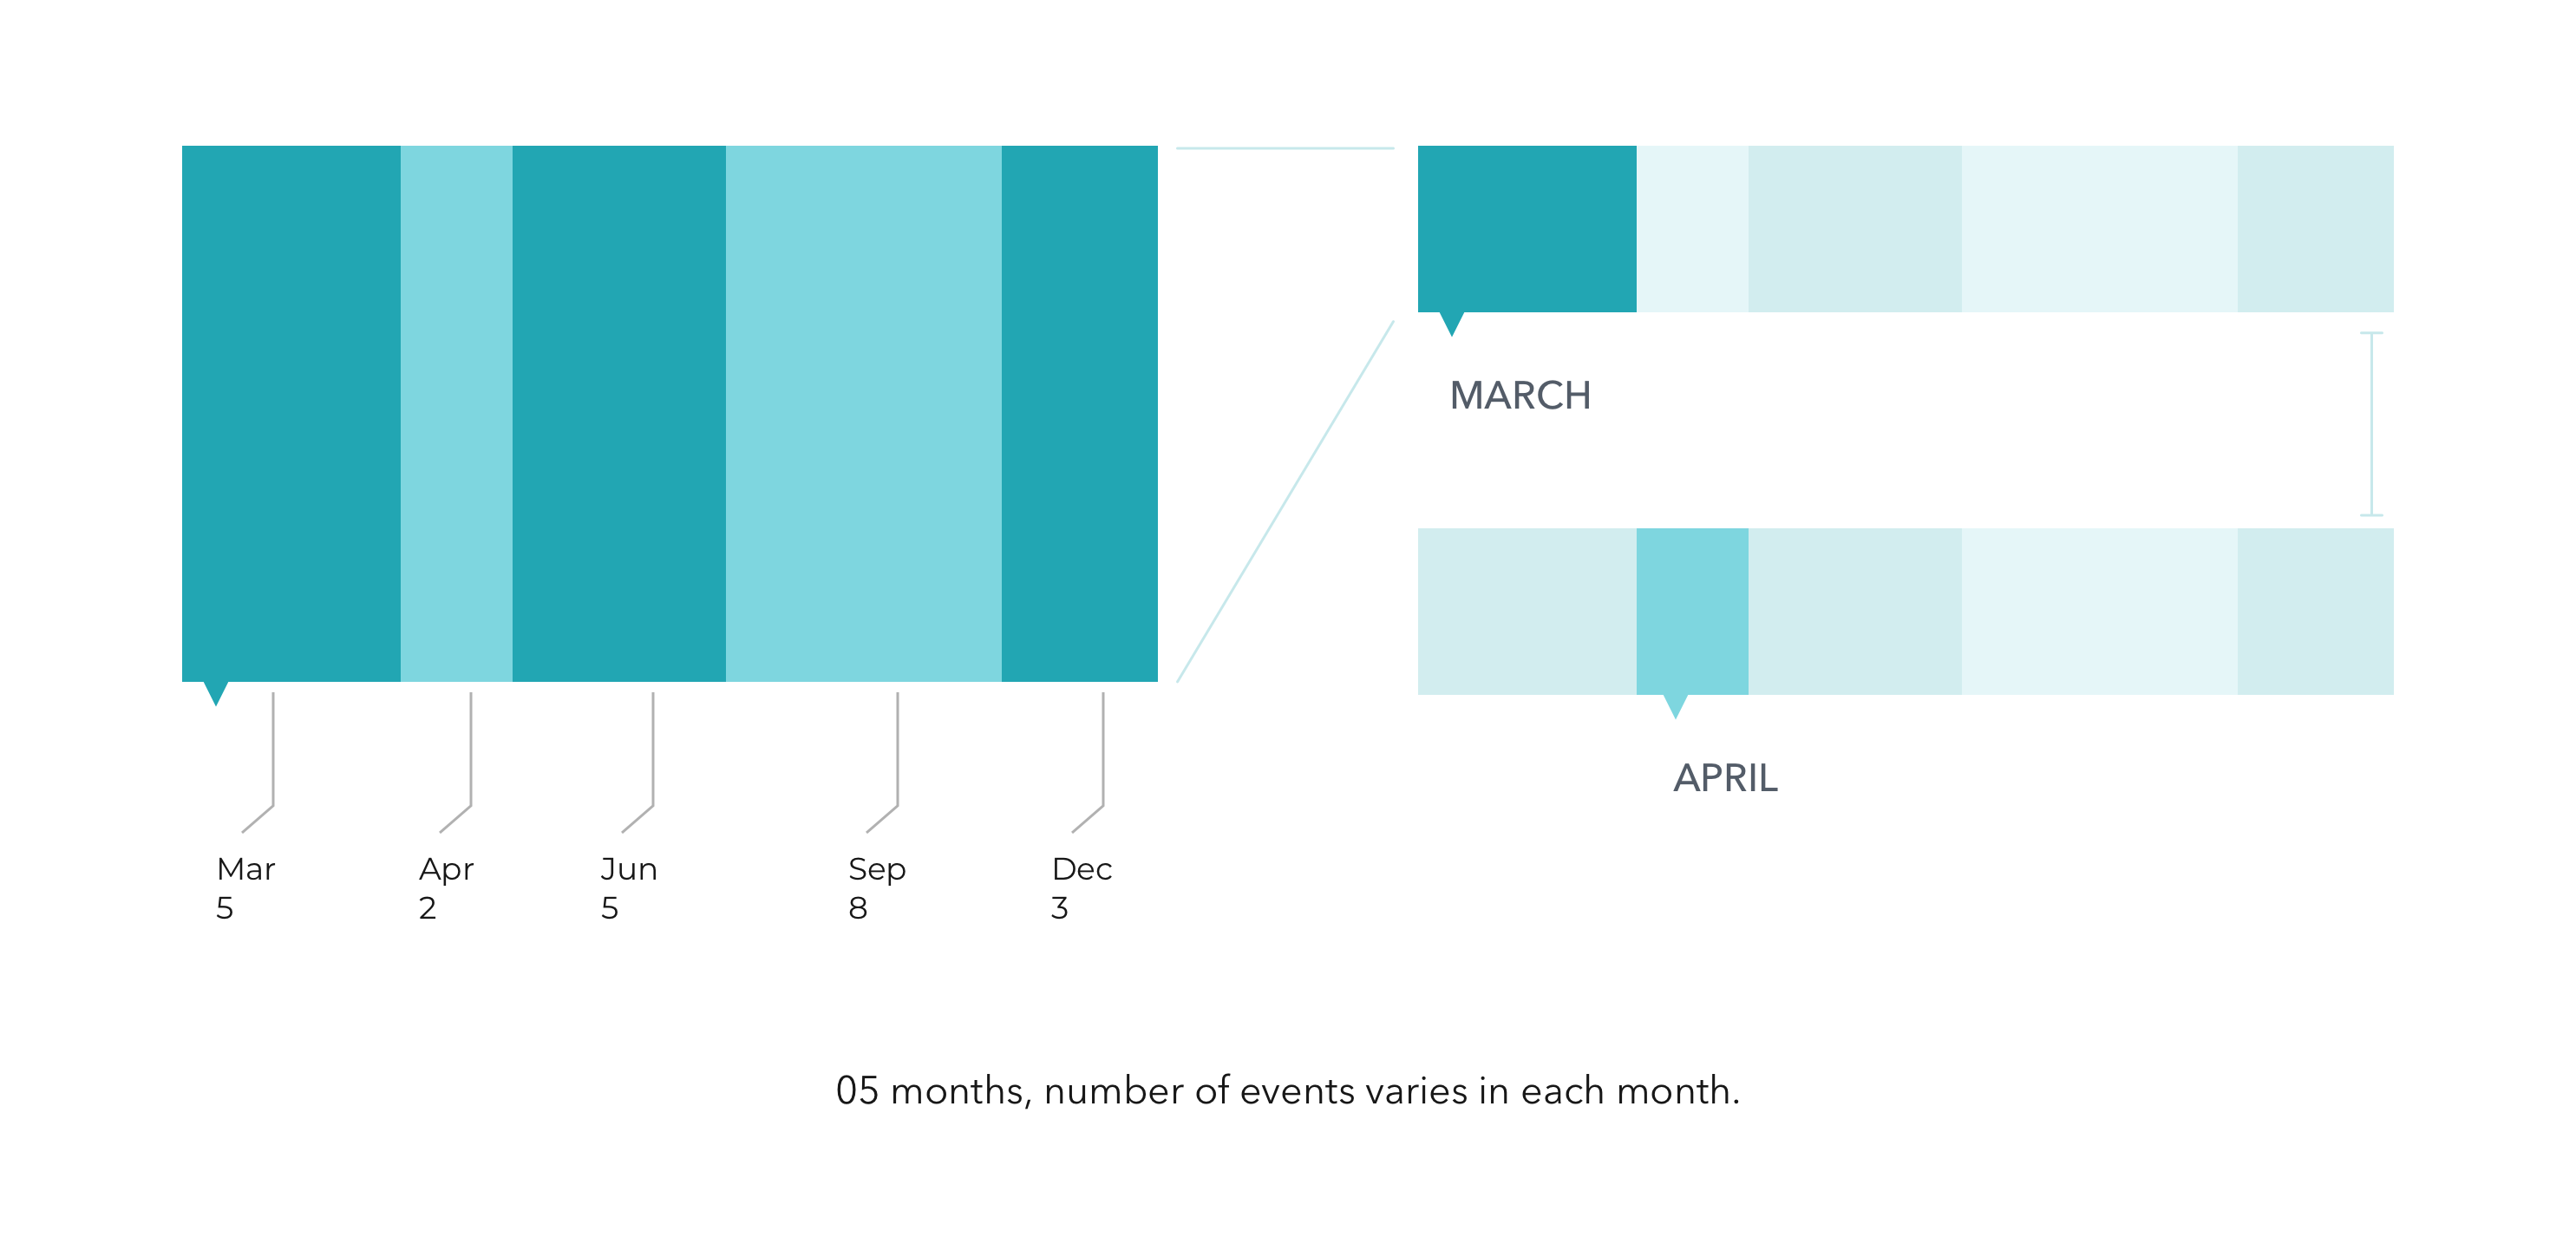 MARCH
APRIL
Mar
5
Apr
2
Jun
5
Sep
8
Dec
3
05 months, number of events varies in each month.